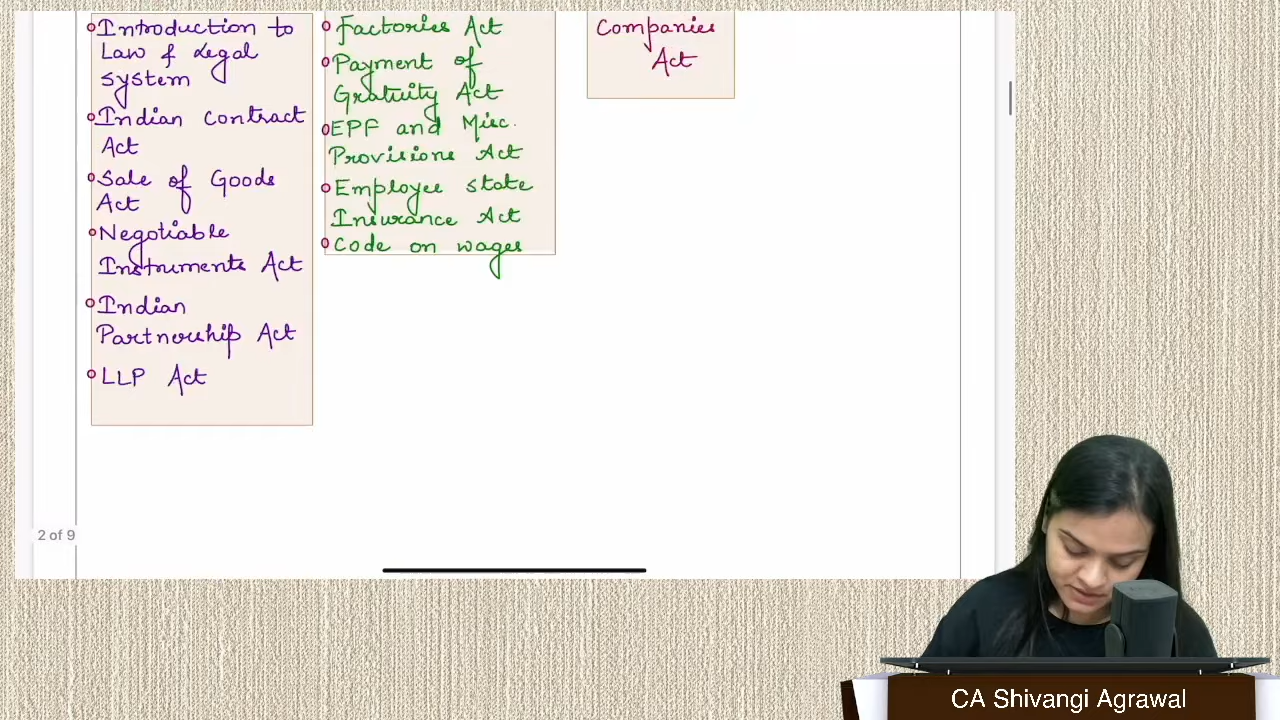 Introduction to
Law & Legal
System
Indian Contract
Act
Sale of Goods
Act
Negotiable
Instruments Act
Indian
Partnership Act
LLP Act
Factories Act
Payment of
Gratuity Act
EPF and Misc.
Provisions Act
Employee state
Insurance Act
Code on wages
Companies
Act
2 of 9
CA Shivangi Agrawal